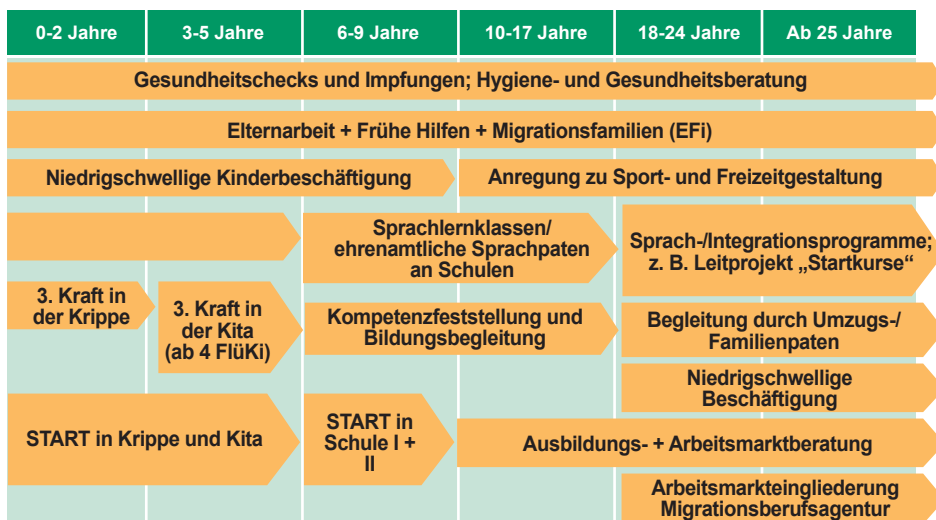 0-2 Jahre
3-5 Jahre
6-9 Jahre
10-17 Jahre
18-24 Jahre
Ab 25 Jahre
Gesundheitschecks und Impfungen; Hygiene- und Gesundheitsberatung
Elternarbeit + Frühe Hilfen + Migrationsfamilien (EFi)
Niedrigschwellige Kinderbeschäftigung
Anregung zu Sport- und Freizeitgestaltung
Sprachlernklassen/
ehrenamtliche Sprachpaten
an Schulen
Sprach-/Integrationsprogramme;
z. B. Leitprojekt „Startkurse“
3. Kraft in
der Krippe
3. Kraft in
der Kita
(ab 4 FlüKi)
Kompetenzfeststellung und
Bildungsbegleitung
Begleitung durch Umzugs-/
Familienpaten
Niedrigschwellige
Beschäftigung
START in Krippe und Kita
START in
Schule I +
II
Ausbildungs- + Arbeitsmarktberatung
Arbeitsmarkteingliederung
Migrationsberufsagentur